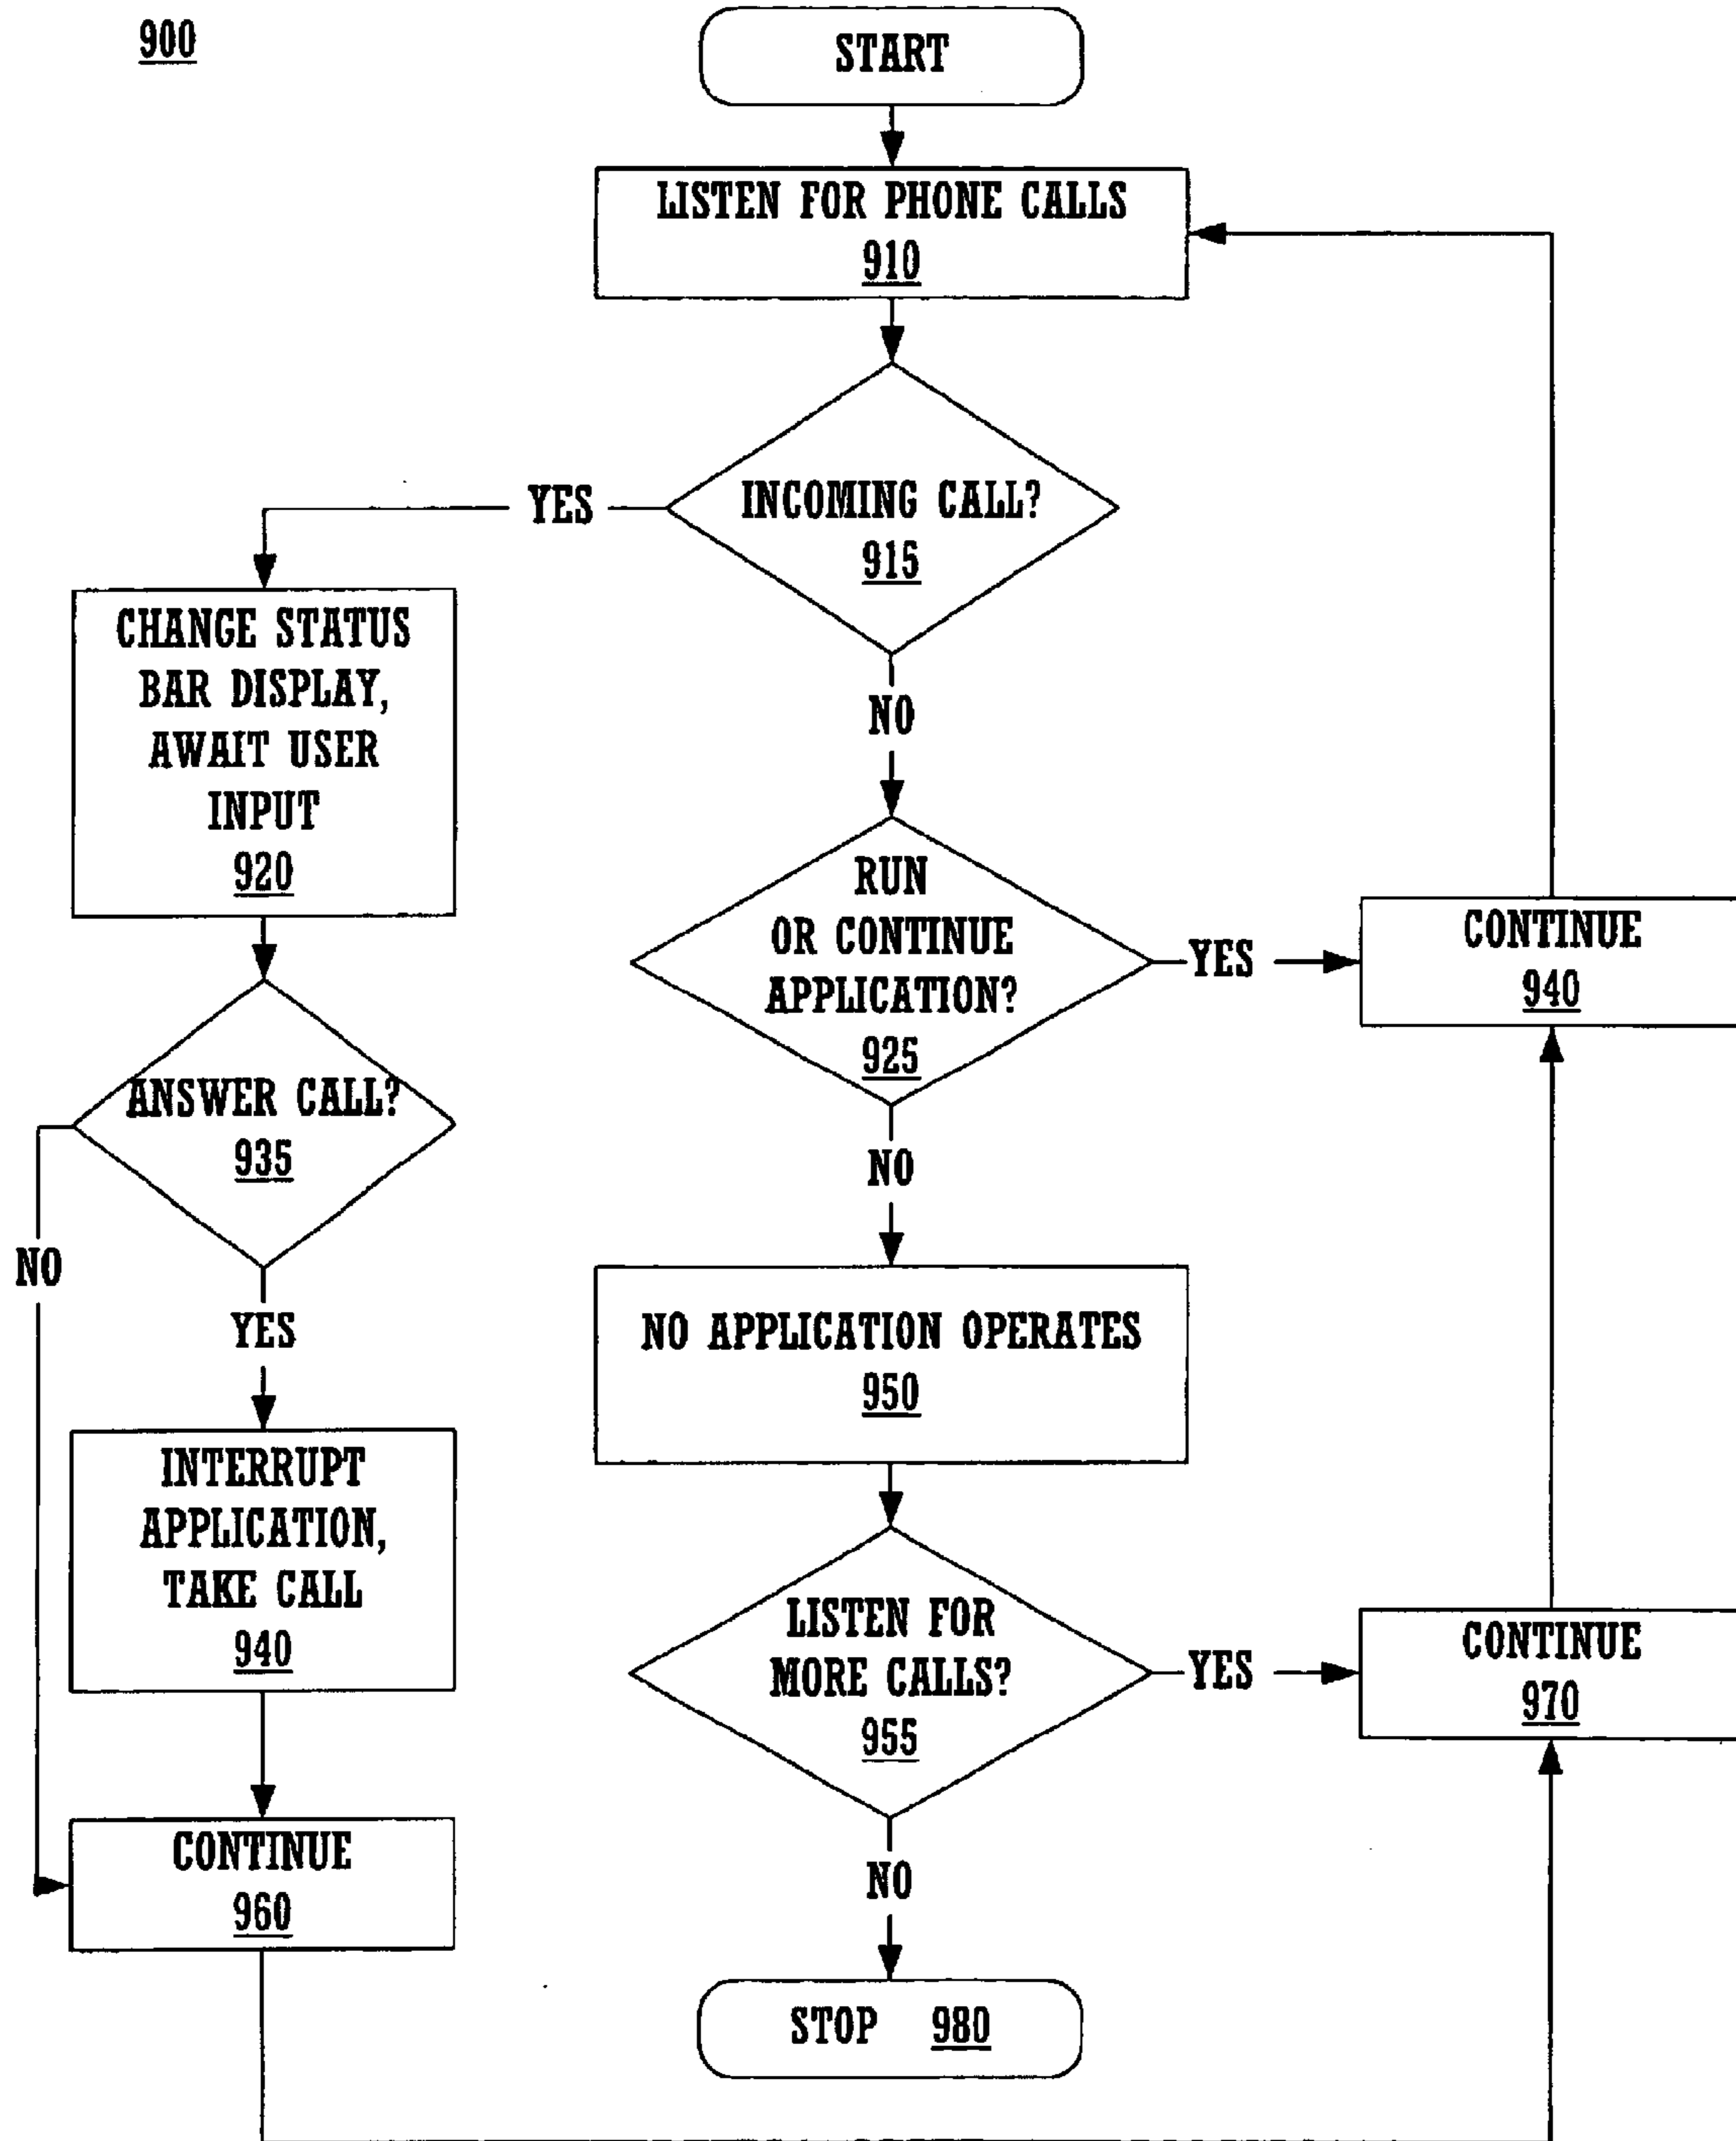 900
START
LISTEN FOR PHONE CALLS
910
INCOMING CALL?
915
YES
NO
CHANGE STATUS
BAR DISPLAY,
AWAIT USER
INPUT
920
RUN
OR CONTINUE
APPLICATION?
925
YES
CONTINUE
940
ANSWER CALL?
935
NO
NO
YES
NO APPLICATION OPERATES
950
INTERRUPT
APPLICATION,
TAKE CALL
940
LISTEN FOR
MORE CALLS?
955
YES
CONTINUE
970
CONTINUE
960
NO
STOP 980